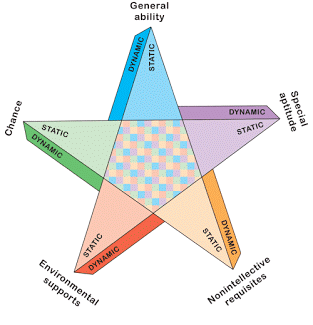 General
ability
DYNAMIC
STATIC
Special
aptitude
DYNAMIC
STATIC
Chance
STATIC
DYNAMIC
STATIC
DYNAMIC
Environmental
supports
STATIC
DYNAMIC
Nonintellective
requisites